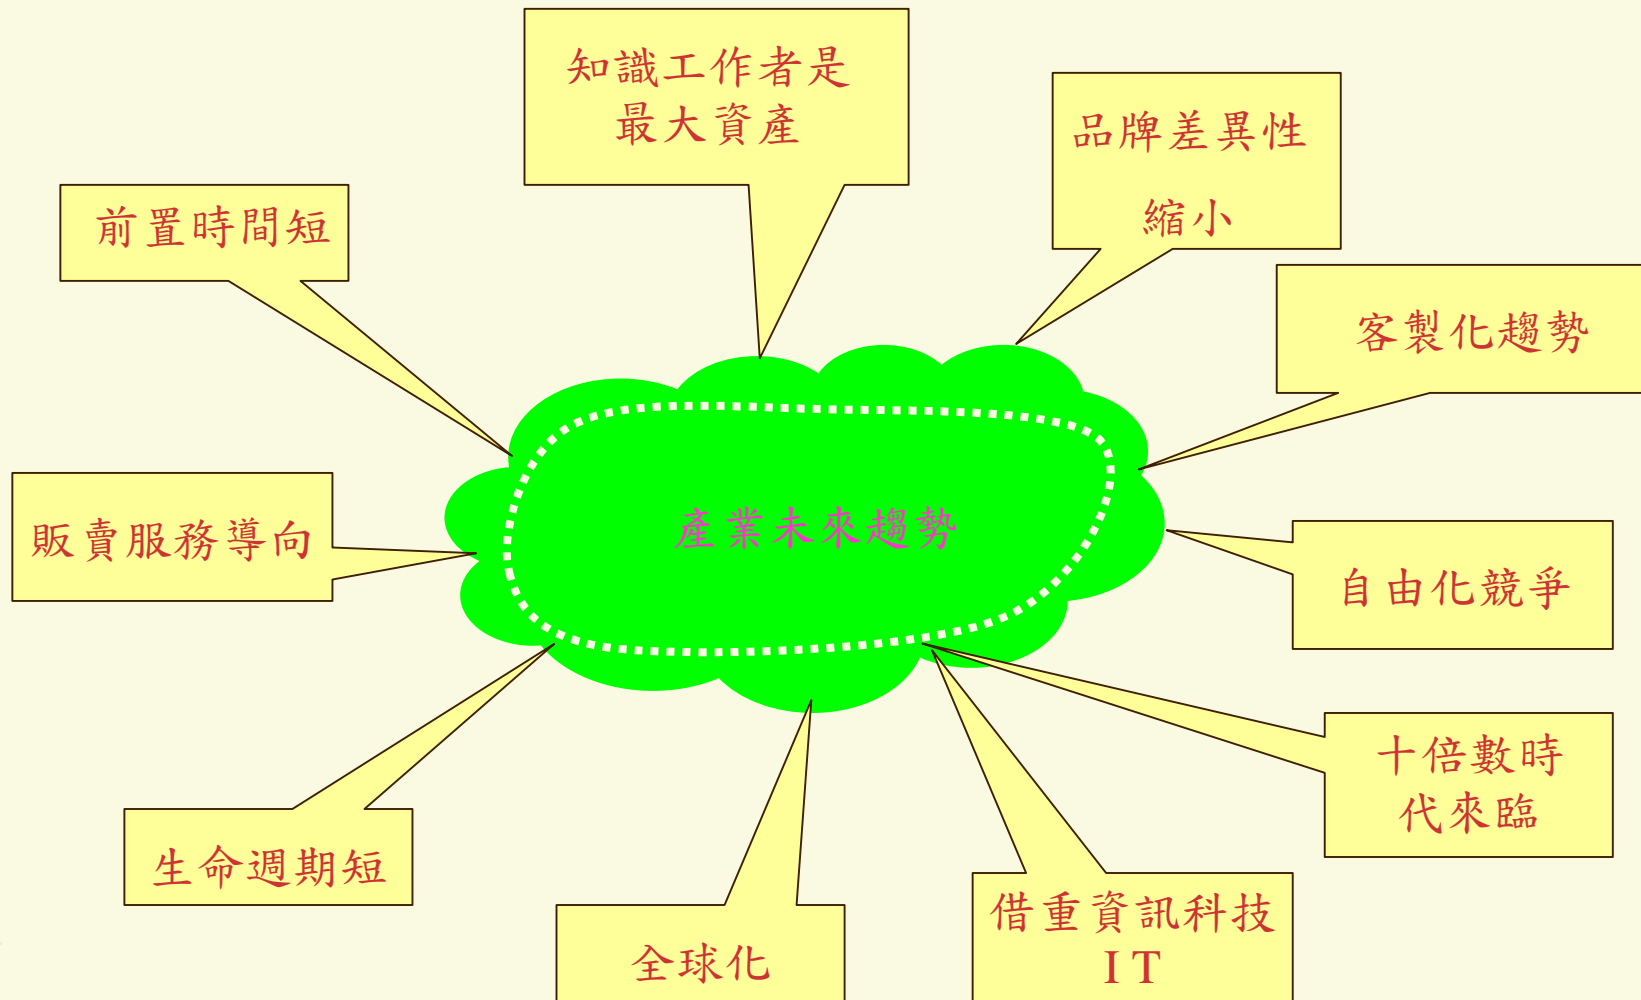 知識工作者是
最大資產
品牌差異性
縮小
前置時間短
客製化趨勢
販賣服務導向
產業未來趨勢
自由化競爭
十倍數時
代來臨
生命週期短
全球化
借重資訊科技
IT